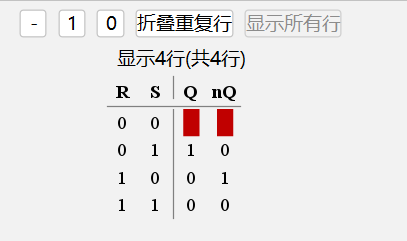 - 1 0 折叠重复行 显示所有行
显示4行(共4行)
R S Q nQ
0 0
0 1 1 0
1 0 0 1
1 1 0 0